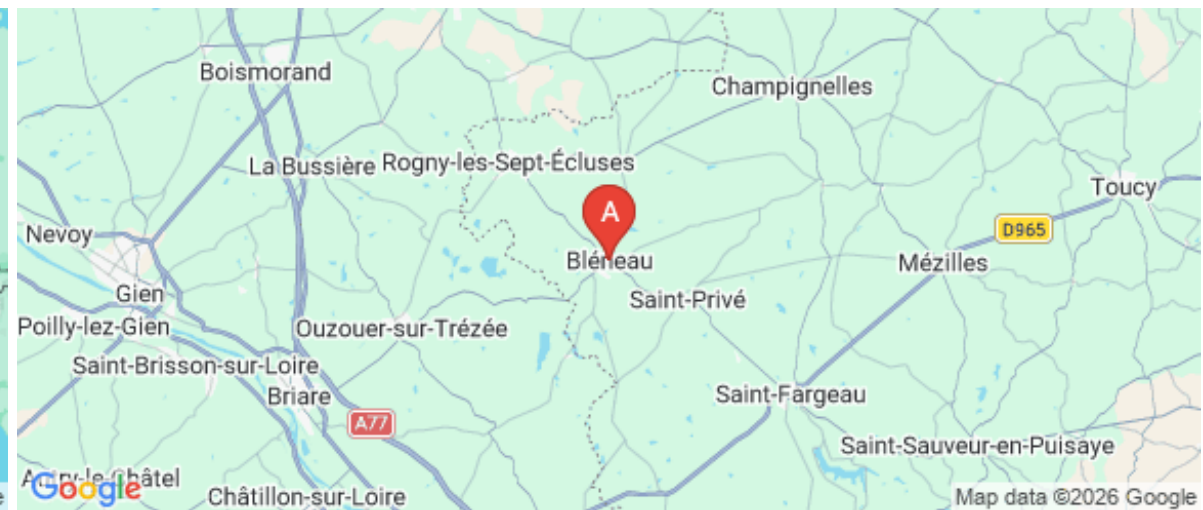 Boismorand
Champignelles
La Bussière
Rogny-les-Sept-Écluses
Toucy
A
D965
Nevoy
Bléneau
Mézilles
Gien
Saint-Privé
Poilly-lez-Gien
Ouzouer-sur-Trézée
Saint-Brisson-sur-Loire
Briare
Saint-Fargeau
A77
Saint-Sauveur-en-Puisaye
Google
Châtillon-sur-Loire
Map data ©2026 Google